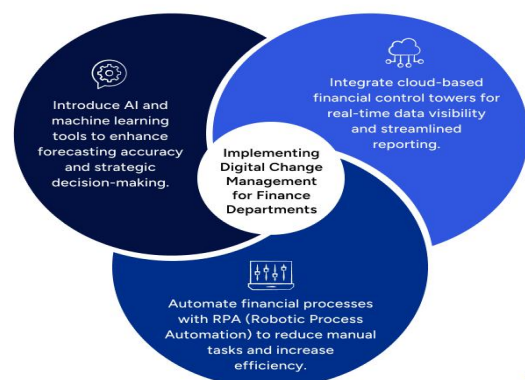 Introduce AI and
machine learning
tools to enhance
forecasting accuracy
and strategic
decision-making.
Integrate cloud-based
financial control towers for
real-time data visibility
and streamlined
reporting.
Implementing
Digital Change
Management
for Finance
Departments
Automate financial processes
with RPA (Robotic Process
Automation) to reduce manual
tasks and increase
efficiency.